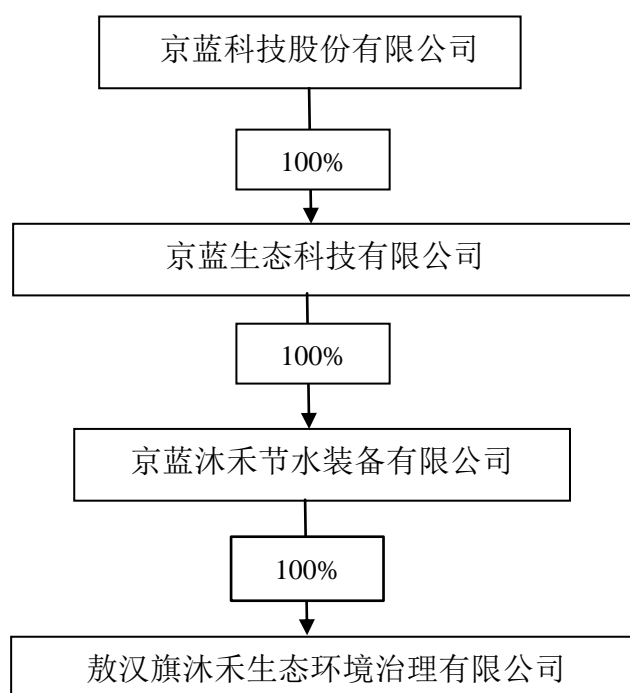 京蓝科技股份有限公司
100%
京蓝生态科技有限公司
100%
京蓝沐禾节水装备有限公司
100%
敖汉旗沐禾生态环境治理有限公司